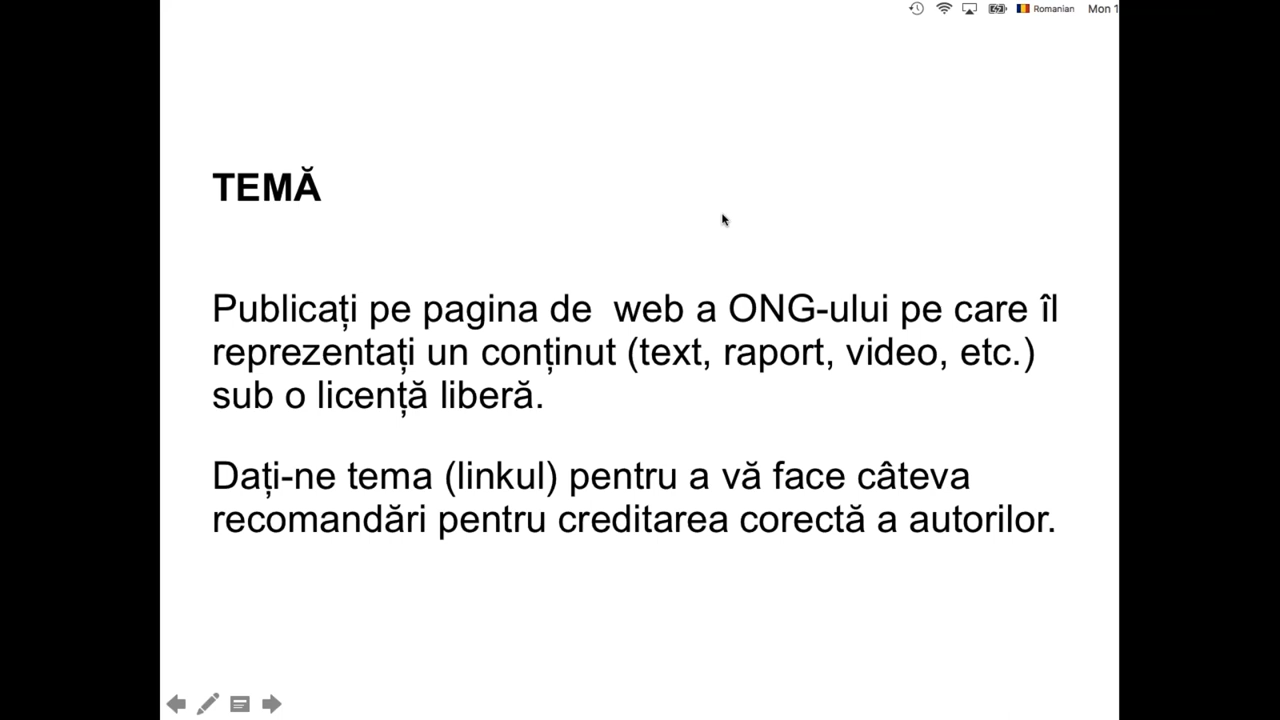 Romanian Mon 1
TEMĂ
Publicați pe pagina de  web a ONG-ului pe care îl
reprezentați un conținut (text, raport, video, etc.)
sub o licență liberă.
Dați-ne tema (linkul) pentru a vă face câteva
recomandări pentru creditarea corectă a autorilor.